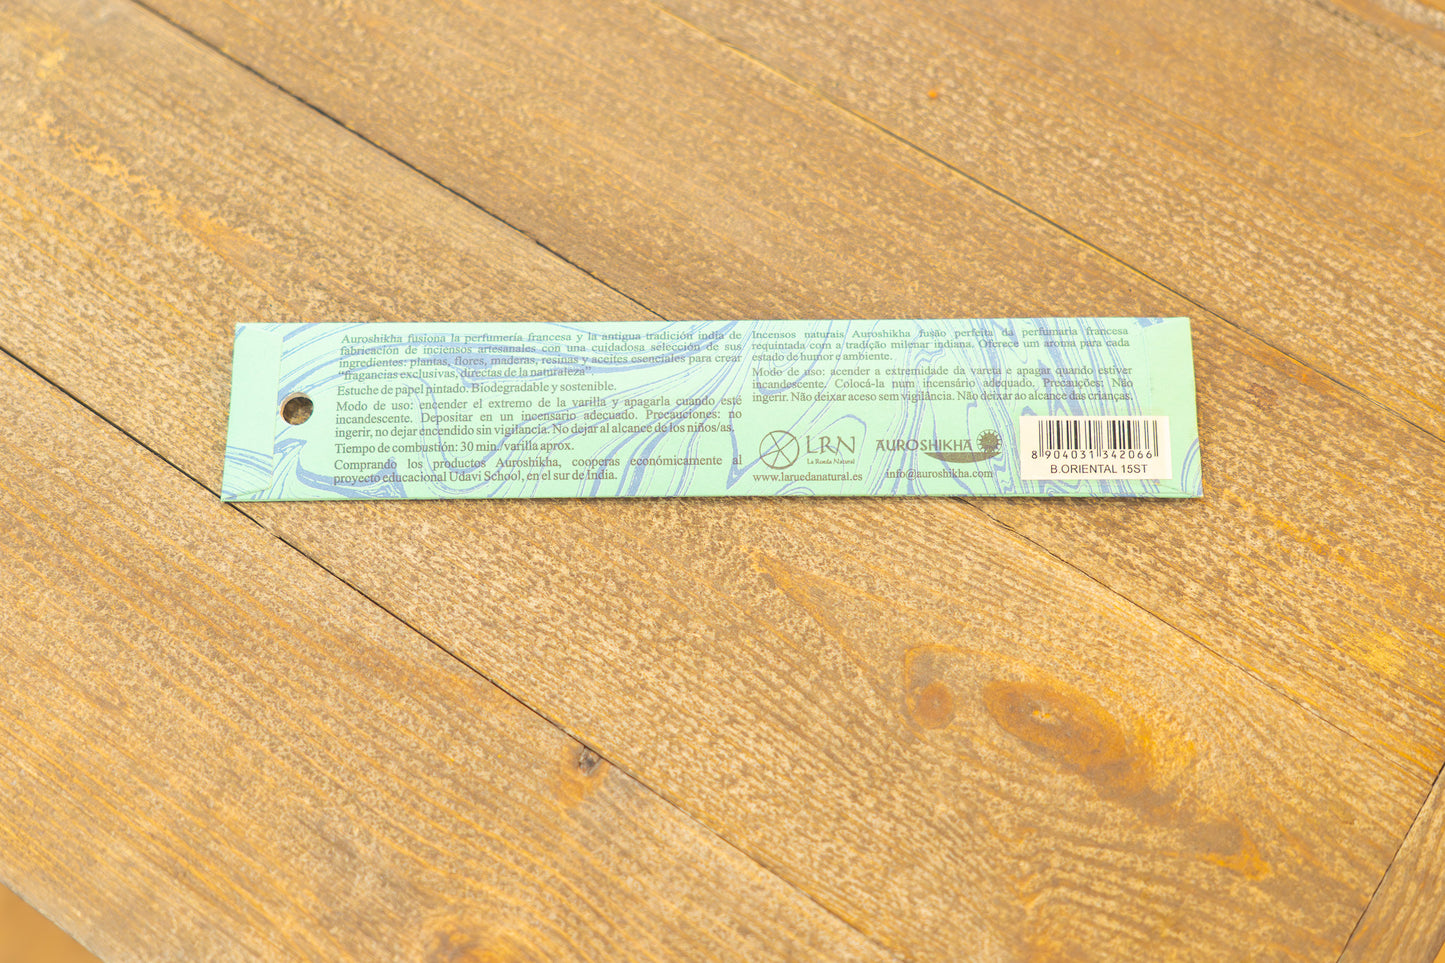 Auroshikha fusiona la perfumería francesa y la antigua tradición india de
fabricación de inciensos artesanales con una cuidadosa selección de sus
ingredientes: plantas, flores, maderas, resinas y aceites esenciales para crear
“fragancias exclusivas, directas de la naturaleza”.
Estuche de papel pintado. Biodegradable y sostenible.
Modo de uso: encender el extremo de la varilla y apagarla cuando esté
incandescente. Depositar en un incensario adecuado. Precauciones: no
ingerir, no dejar encendido sin vigilancia. No dejar al alcance de los niños/as.
Tiempo de combustión: 30 min./varilla aprox.
Comprando los productos Auroshikha, cooperas económicamente al
proyecto educacional Udavi School, en el sur de India.
Incensos naturais Auroshikha fusão perfeita da perfumaria francesa
requintada com a tradição milenar indiana. Oferece um aroma para cada
estado de humor e ambiente.
Modo de uso: acender a extremidade da vareta e apagar quando estiver
incandescente. Colocá-la num incensário adequado. Precauções: Não
ingerir. Não deixar aceso sem vigilância. Não deixar ao alcance das crianças.
LRN
La Rueda Natural
www.laruedanatural.es
AUROSHIKHA
info@auroshikha.com
8 904031 342066
B.ORIENTAL 15ST